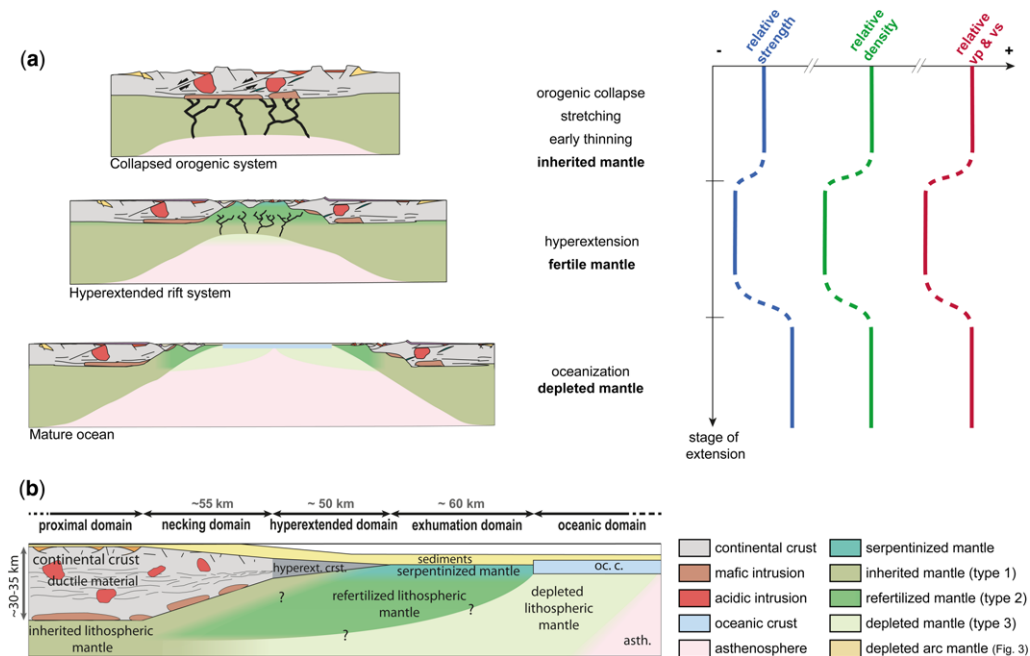 (a)
Collapsed orogenic system
Hyperextended rift system
Mature ocean
orogenic collapse
stretching
early thinning
inherited mantle
hyperextension
fertile mantle
oceanization
depleted mantle
-
relative
strength
relative
density
relative
vp & vs
+
stage of
extension
(b)
~55 km
~ 50 km
~ 60 km
proximal domain
necking domain
hyperextended domain
exhumation domain
oceanic domain
~30-35 km
continental crust
ductile material
inherited lithospheric
mantle
hyperext. crst.
sediments
serpentinized mantle
oc. c.
?
refertilized lithospheric
mantle
?
?
depleted
lithospheric
mantle
asth.
continental crust
mafic intrusion
acidic intrusion
oceanic crust
asthenosphere
serpentinized mantle
inherited mantle (type 1)
refertilized mantle (type 2)
depleted mantle (type 3)
depleted arc mantle (Fig. 3)